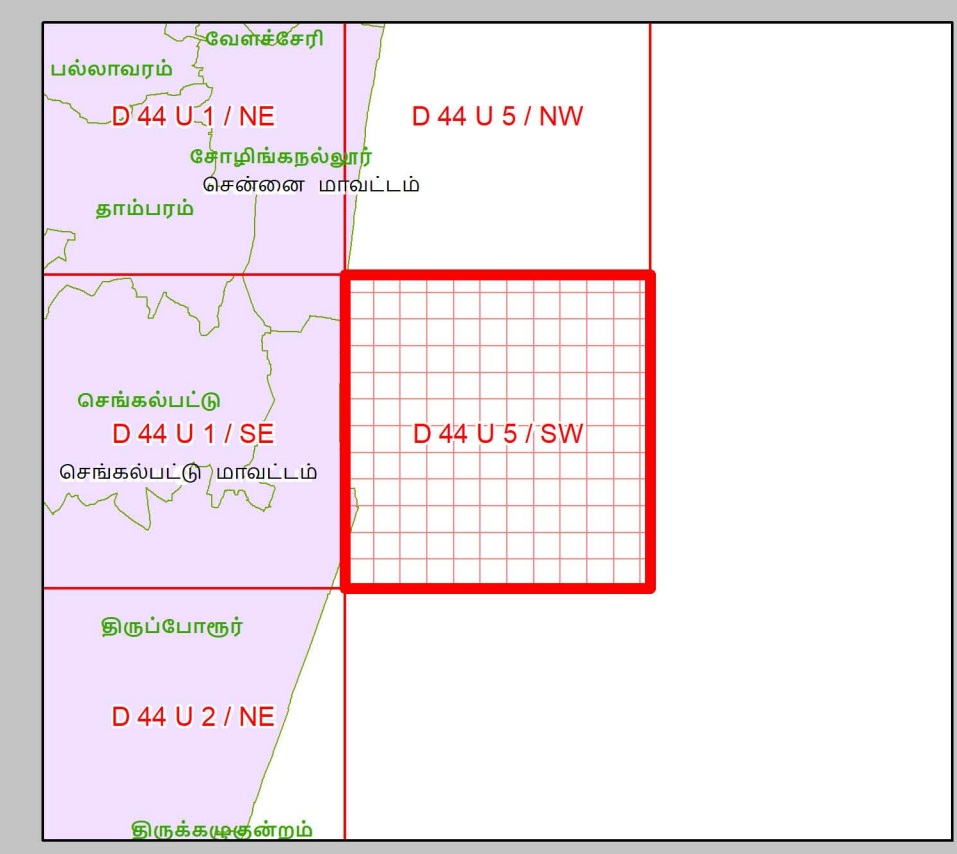 வேளச்சேரி
பல்லாவரம்
D 44 U 1 / NE
D 44 U 5 / NW
சோழிங்கநல்லூர்
சென்னை மாவட்டம்
தாம்பரம்
செங்கல்பட்டு
D 44 U 1 / SE
D 44 U 5 / SW
செங்கல்பட்டு மாவட்டம்
திருப்போரூர்
D 44 U 2 / NE
திருக்கழுகுன்றம்